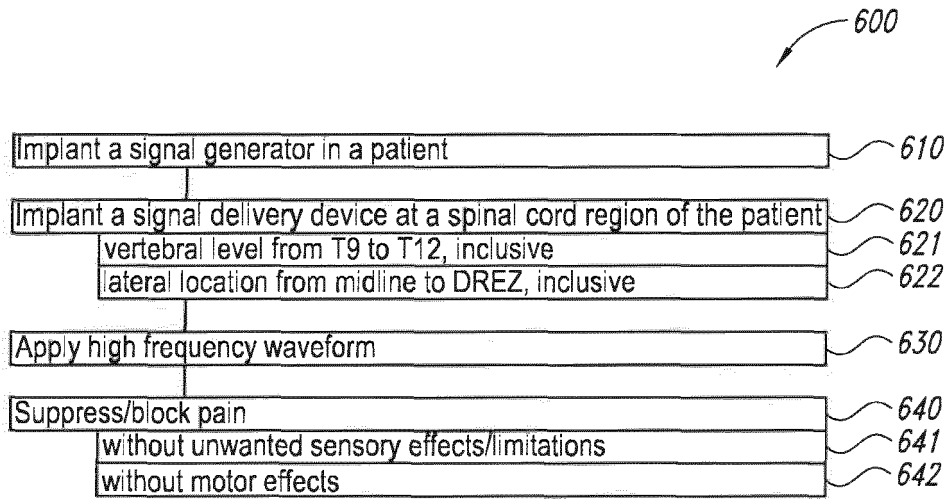 600
Implant a signal generator in a patient 610
Implant a signal delivery device at a spinal cord region of the patient 620
vertebral level from T9 to T12, inclusive 621
lateral location from midline to DREZ, inclusive 622
Apply high frequency waveform 630
Suppress/block pain 640
without unwanted sensory effects/limitations 641
without motor effects 642